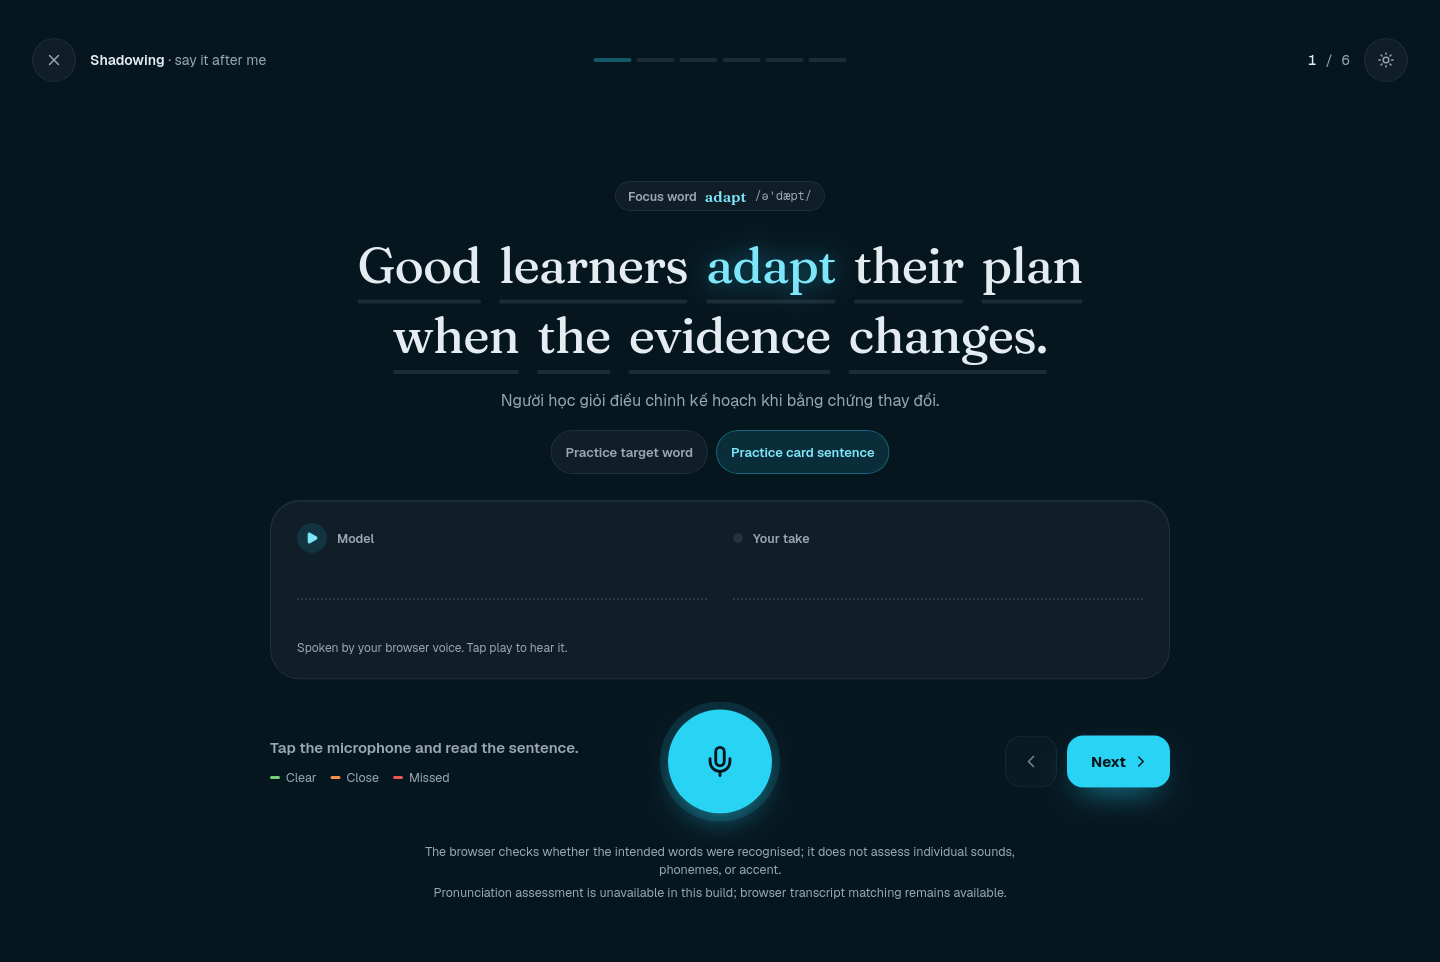 Shadowing · say it after me
1 / 6
Focus word adapt /əˈdæpt/
Good learners adapt their plan
when the evidence changes.
Người học giỏi điều chỉnh kế hoạch khi bằng chứng thay đổi.
Practice target word
Practice card sentence
Model
Your take
Spoken by your browser voice. Tap play to hear it.
Tap the microphone and read the sentence.
Clear Close Missed
Next
The browser checks whether the intended words were recognised; it does not assess individual sounds,
phonemes, or accent.
Pronunciation assessment is unavailable in this build; browser transcript matching remains available.